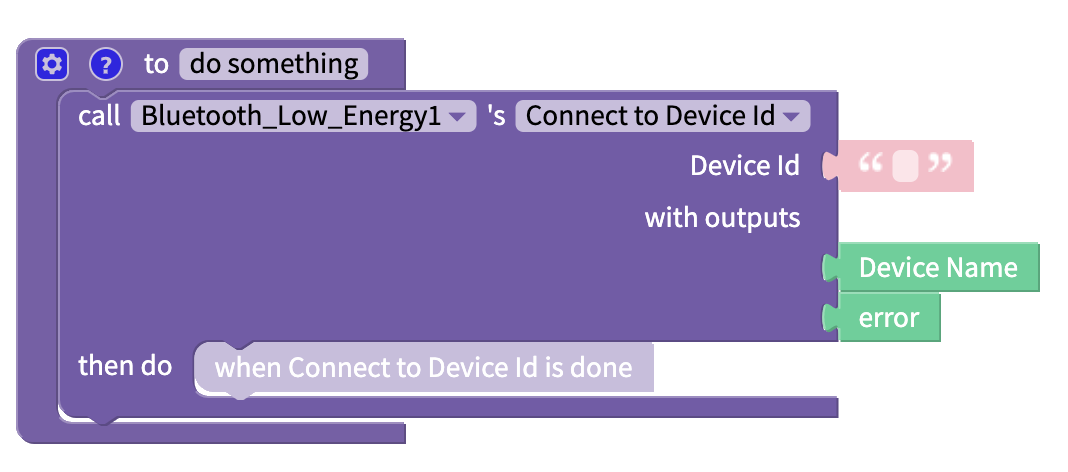 ? to do something
call Bluetooth_Low_Energy1 's Connect to Device Id
Device Id “ ”
with outputs
Device Name
error
then do when Connect to Device Id is done